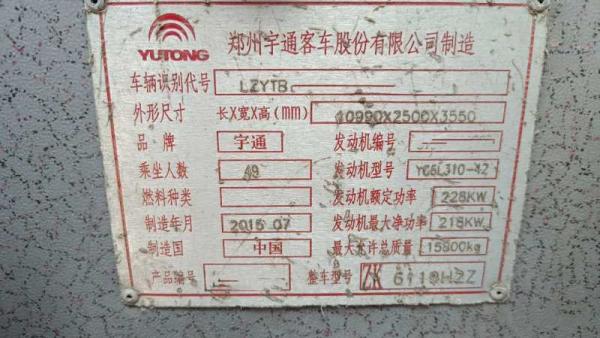 YUTONG 郑州宇通客车股份有限公司制造
车辆识别代号 LZYTB
外形尺寸 长X宽X高(mm) 10990X2500X3550
品牌 宇通 发动机编号
乘坐人数 49 发动机型号 YC6L310-42
燃料种类 发动机额定功率 228KW
制造年月 2015 07 发动机最大净功率 218KW
制造国 中国 最大允许总质量 15900kg
产品编号 整车型号 ZK 6118HZZ